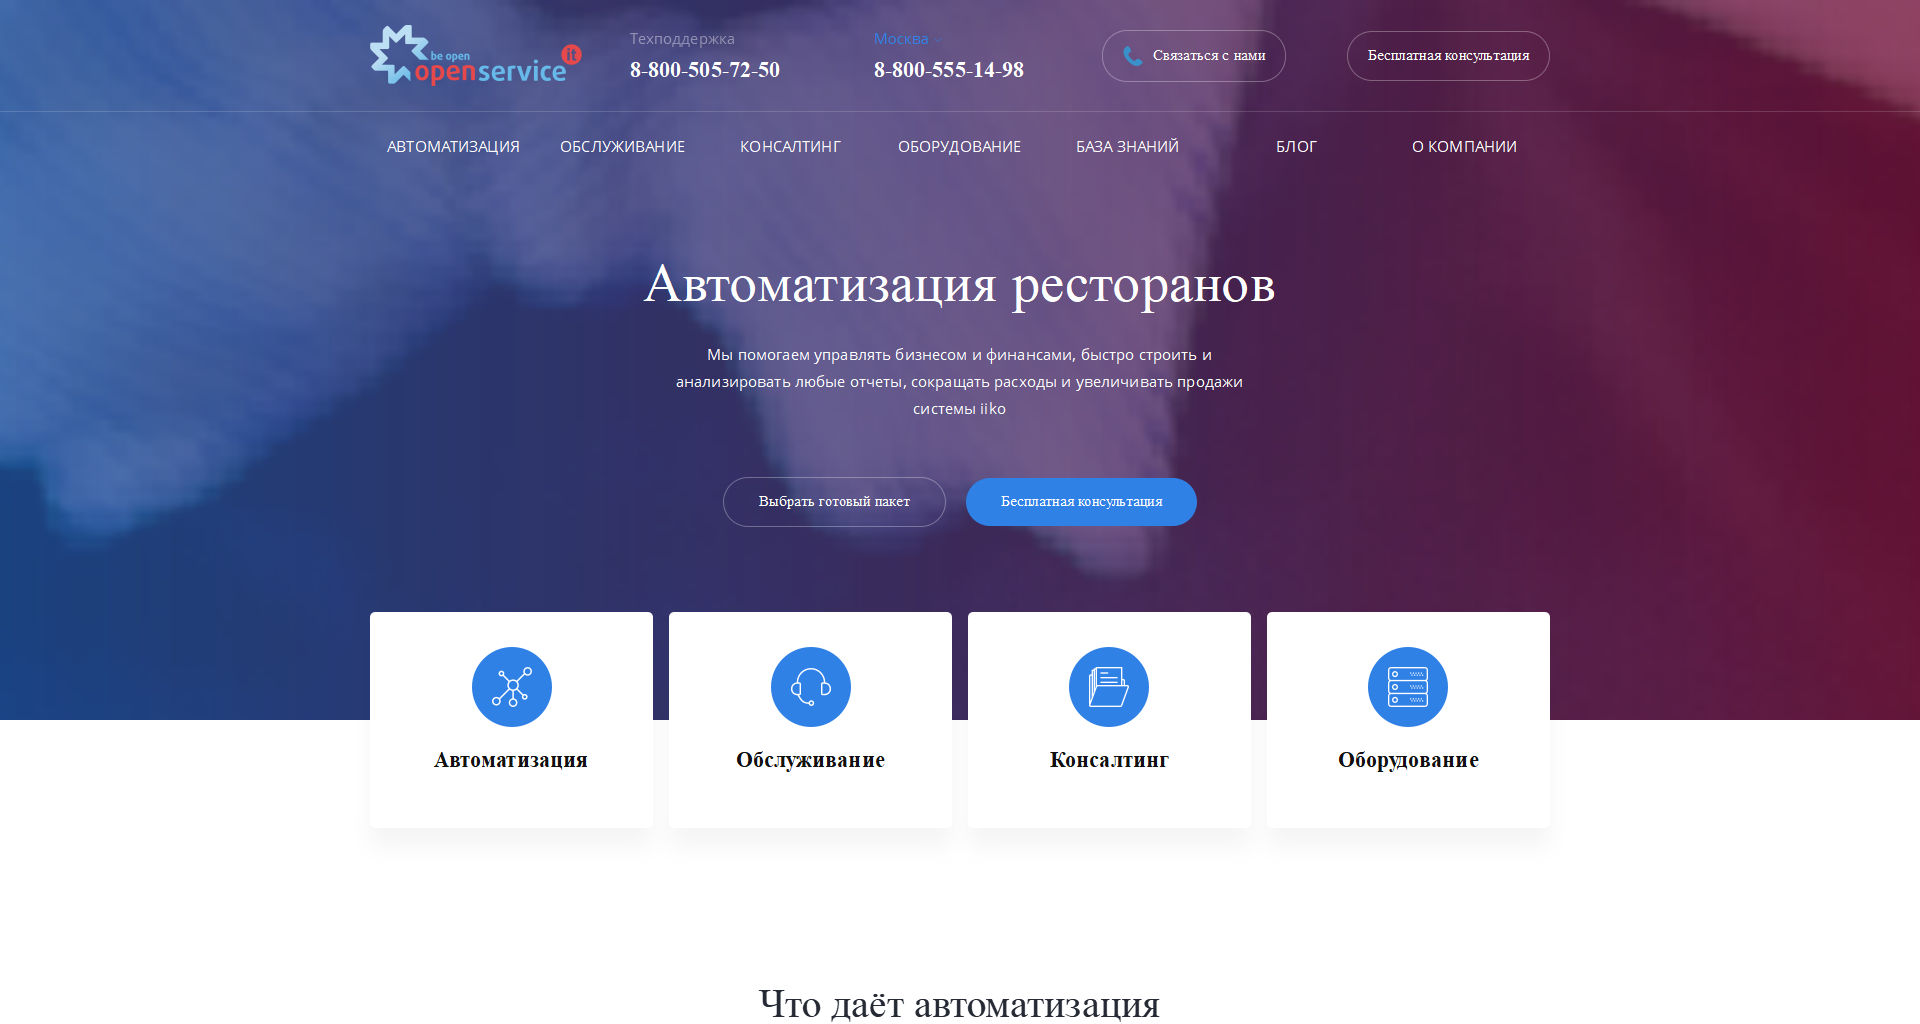 be open
openservice it
Техподдержка
8-800-505-72-50
Москва
8-800-555-14-98
Связаться с нами
Бесплатная консультация
АВТОМАТИЗАЦИЯ
ОБСЛУЖИВАНИЕ
КОНСАЛТИНГ
ОБОРУДОВАНИЕ
БАЗА ЗНАНИЙ
БЛОГ
О КОМПАНИИ
Автоматизация ресторанов
Мы помогаем управлять бизнесом и финансами, быстро строить и
анализировать любые отчеты, сокращать расходы и увеличивать продажи
системы iiko
Выбрать готовый пакет
Бесплатная консультация
Автоматизация
Обслуживание
Консалтинг
Оборудование
Что даёт автоматизация